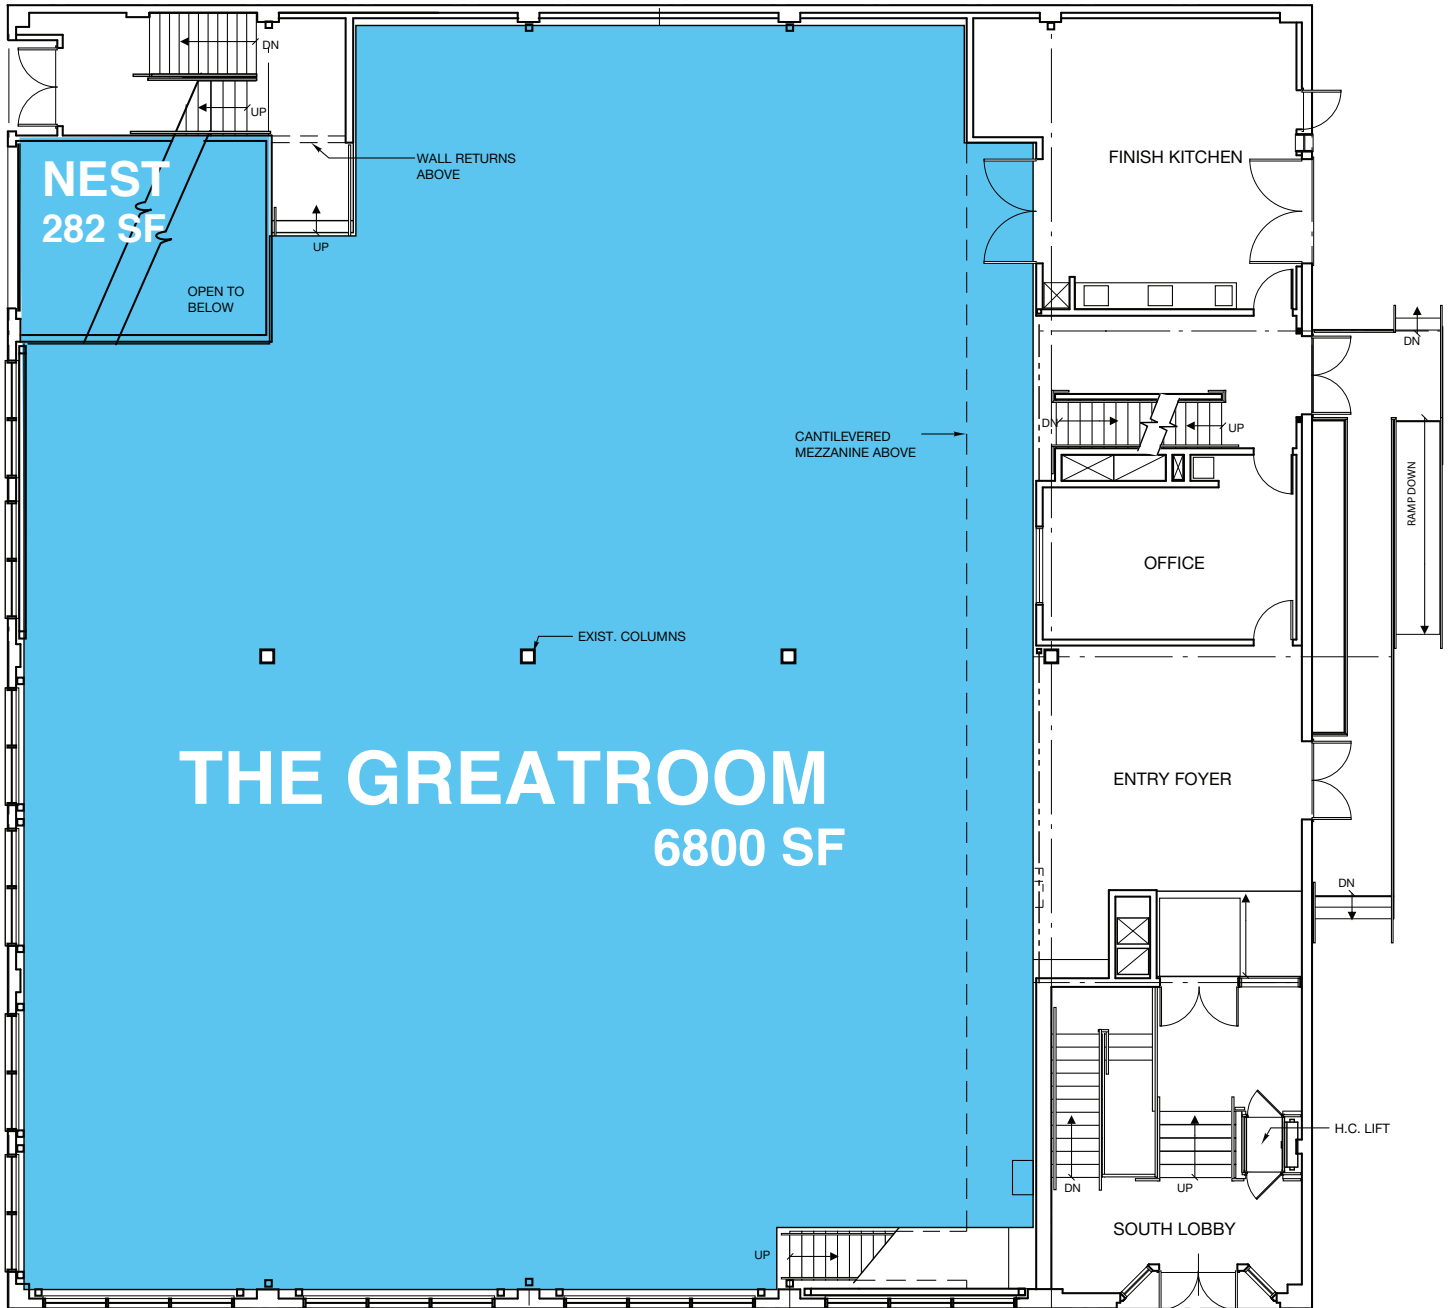 DN
UP
WALL RETURNS
ABOVE
FINISH KITCHEN
NEST
282 SF
UP
OPEN TO
BELOW
DN
CANTILEVERED
MEZZANINE ABOVE
DN
UP
RAMP DOWN
OFFICE
EXIST. COLUMNS
THE GREATROOM
6800 SF
ENTRY FOYER
DN
H.C. LIFT
DN
UP
SOUTH LOBBY
UP